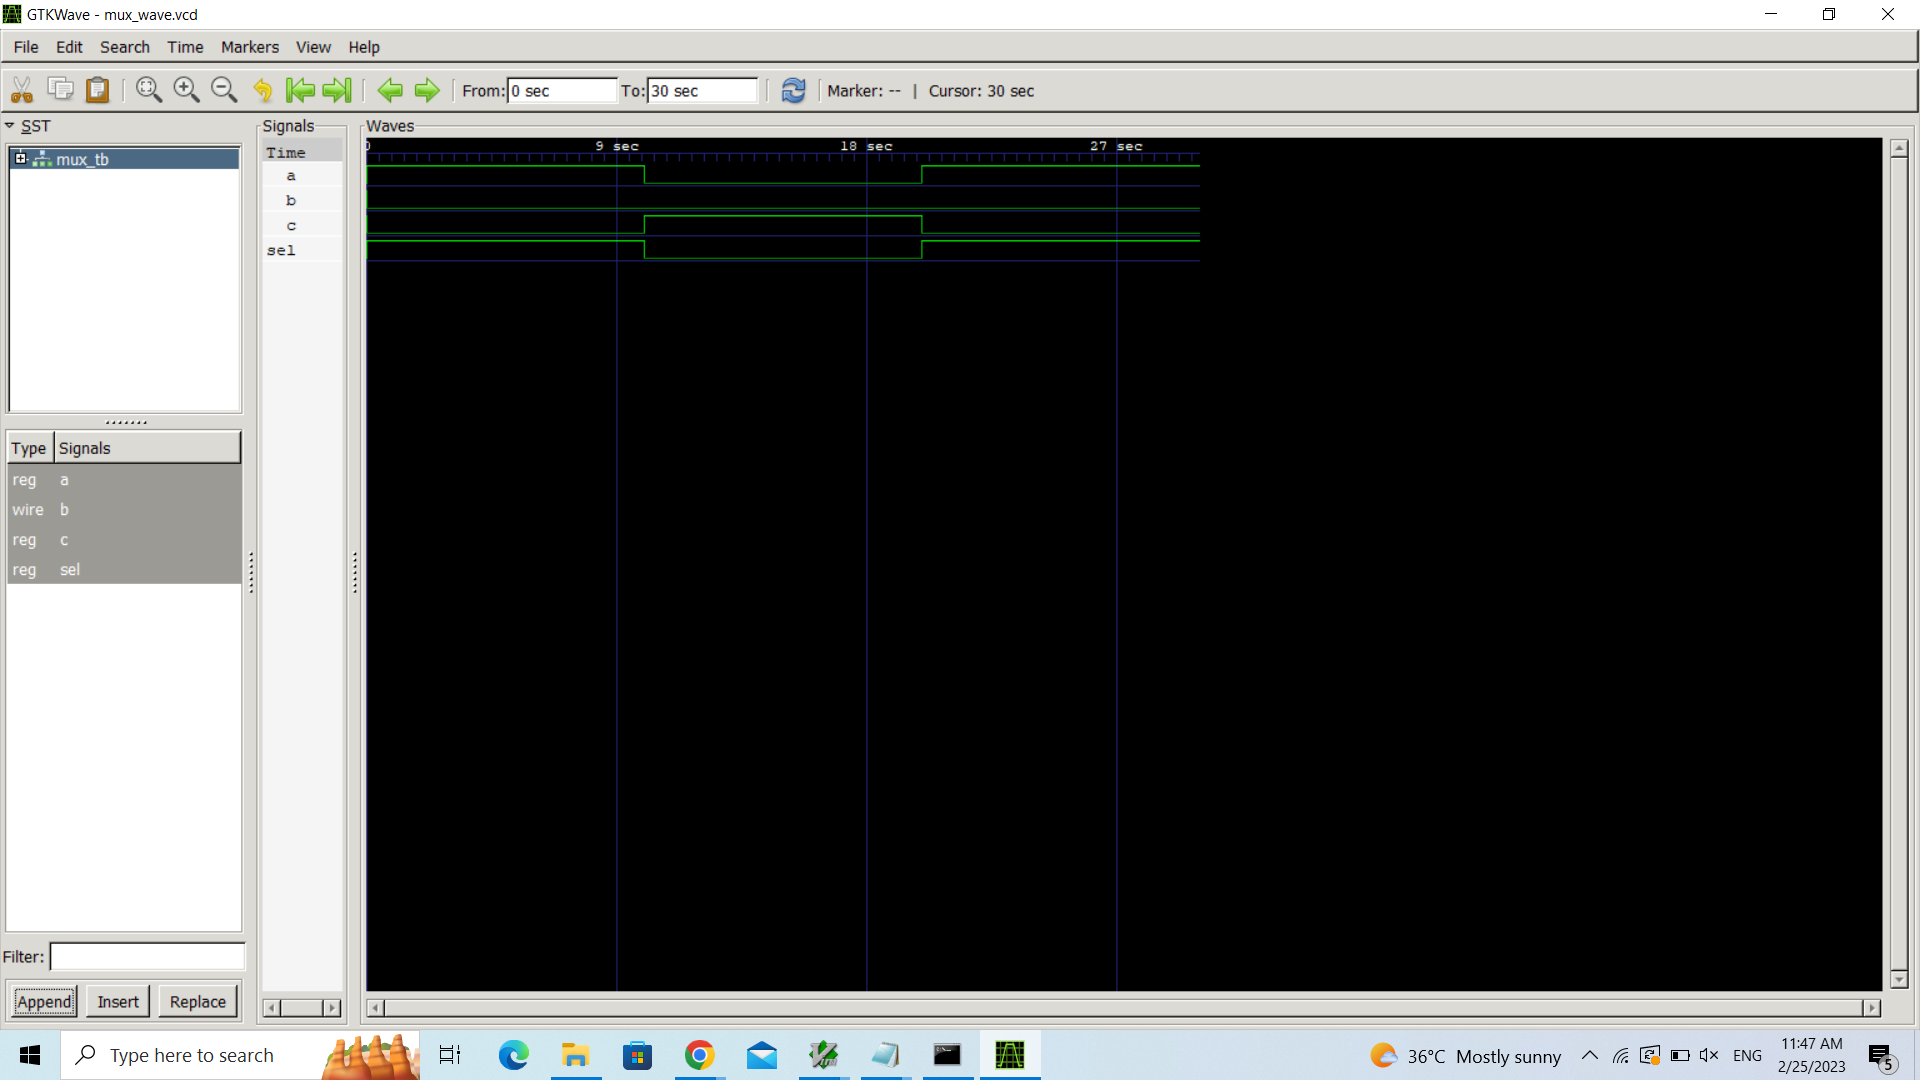 GTKWave - mux_wave.vcd
File Edit Search Time Markers View Help
From: 0 sec To: 30 sec Marker: -- | Cursor: 30 sec
SST
mux_tb
Type Signals
reg a
wire b
reg c
reg sel
Filter:
Append Insert Replace
Signals
Time
a
b
c
sel
Waves
0 9 sec 18 sec 27 sec
Type here to search
36°C Mostly sunny
ENG
11:47 AM
2/25/2023
5